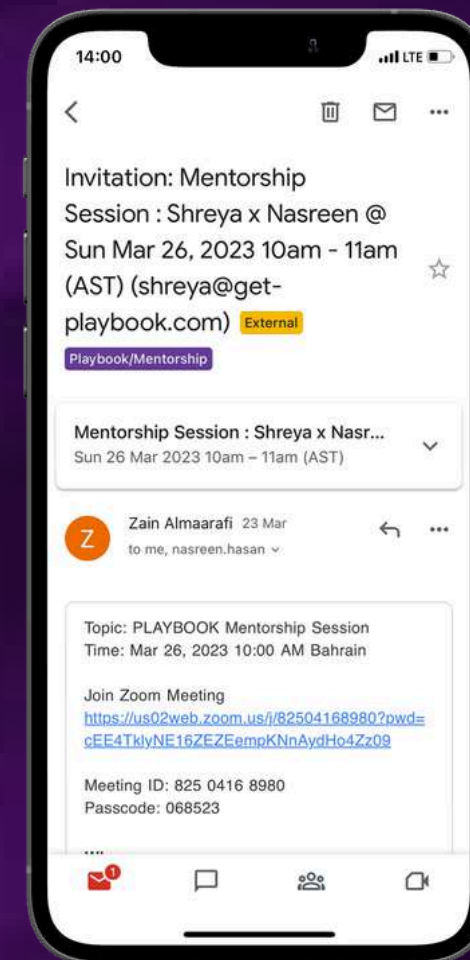 14:00
LTE
Invitation: Mentorship
Session : Shreya x Nasreen @
Sun Mar 26, 2023 10am - 11am
(AST) (shreya@get-
playbook.com) External
Playbook/Mentorship
Mentorship Session : Shreya x Nasr...
Sun 26 Mar 2023 10am – 11am (AST)
Z
Zain Almaarafi 23 Mar
to me, nasreen.hasan
Topic: PLAYBOOK Mentorship Session
Time: Mar 26, 2023 10:00 AM Bahrain
Join Zoom Meeting
https://us02web.zoom.us/j/82504168980?pwd=
cEE4TklyNE16ZEZEempKNnAydHo4Zz09
Meeting ID: 825 0416 8980
Passcode: 068523
1